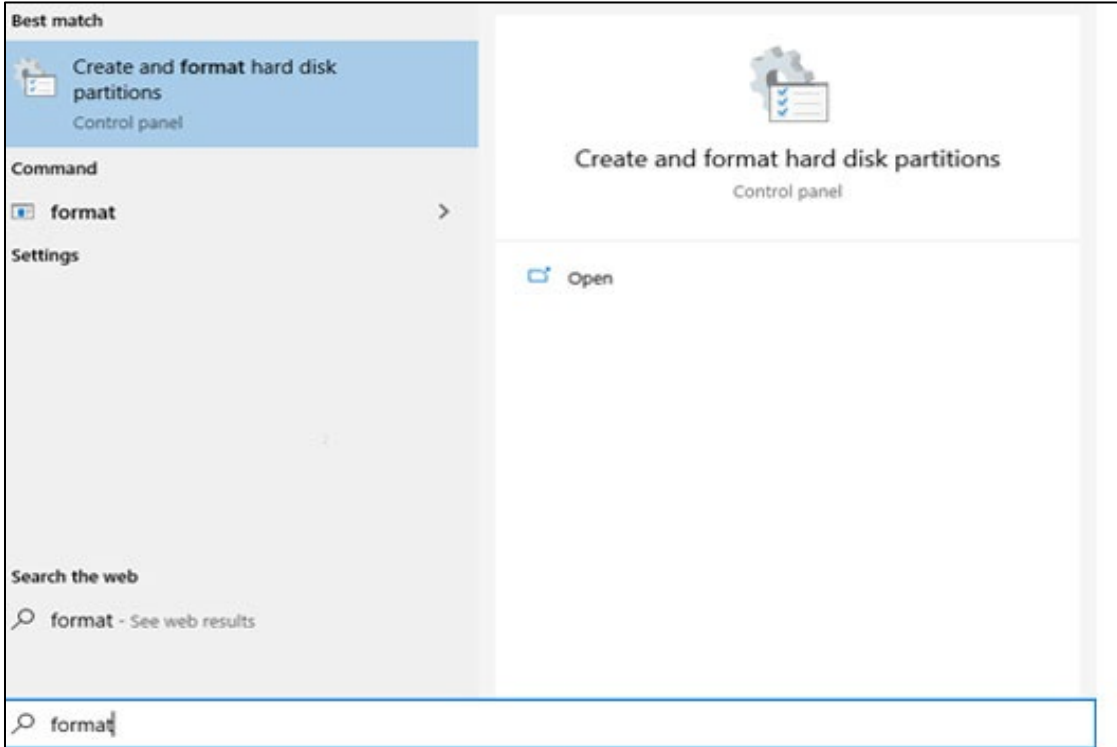 Best match
Create and format hard disk
partitions
Control panel
Command
format
Settings
Search the web
format - See web results
format
Create and format hard disk partitions
Control panel
Open